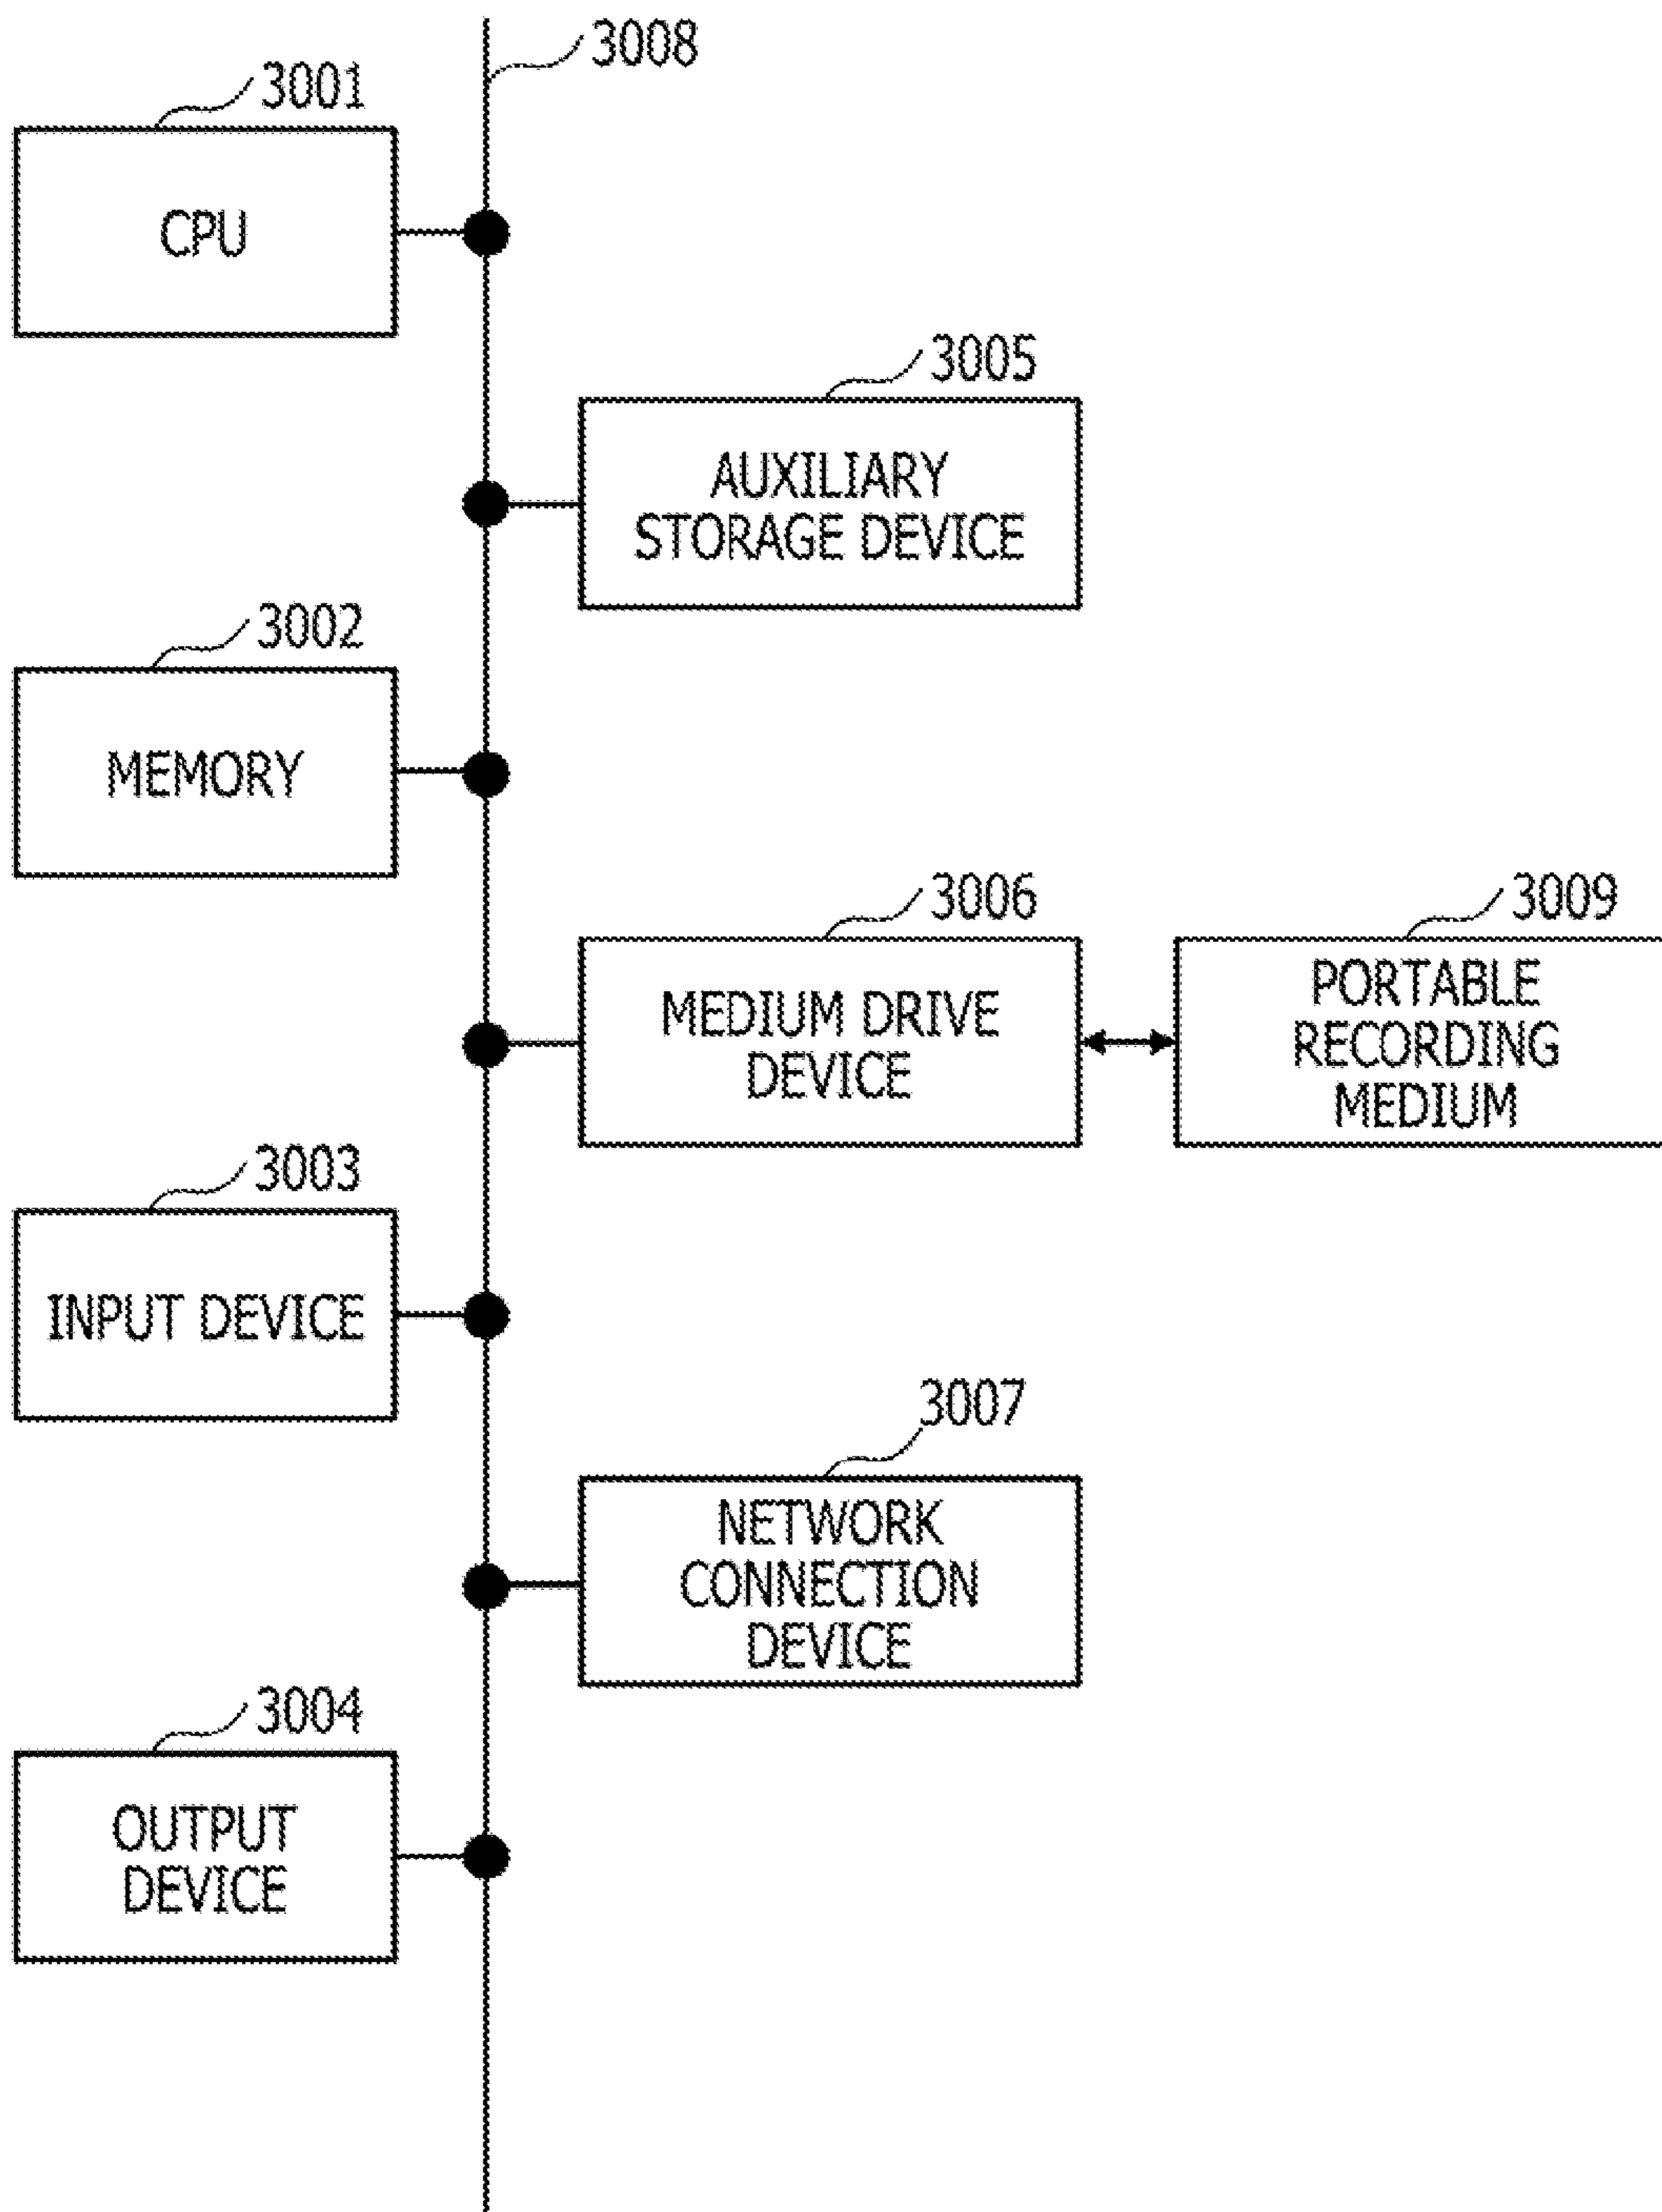 3008
3001
CPU
3005
AUXILIARY
STORAGE DEVICE
3002
MEMORY
3006
MEDIUM DRIVE
DEVICE
3009
PORTABLE
RECORDING
MEDIUM
3003
INPUT DEVICE
3007
NETWORK
CONNECTION
DEVICE
3004
OUTPUT
DEVICE